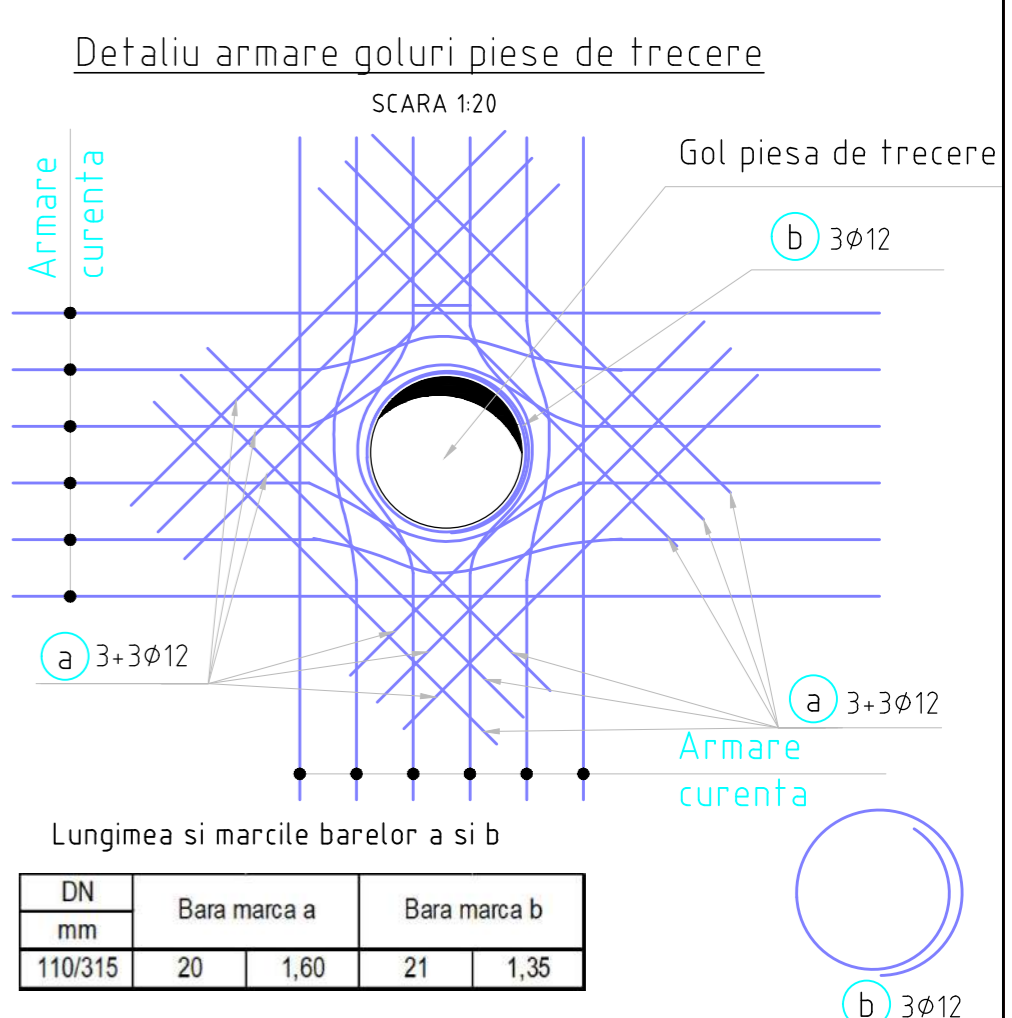 Detaliu armare goluri piese de trecere
SCARA 1:20
Gol piesa de trecere
Armare
curenta
b 3Ø12
a 3+3Ø12
a 3+3Ø12
Armare
curenta
Lungimea si marcile barelor a si b
DN Bara marca a Bara marca b
mm
110/315 20 1,60 21 1,35
b 3Ø12